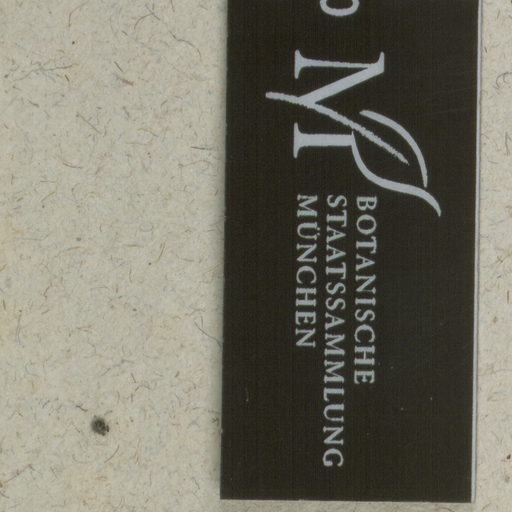 M
BOTANISCHE
STAATSSAMMLUNG
MÜNCHEN